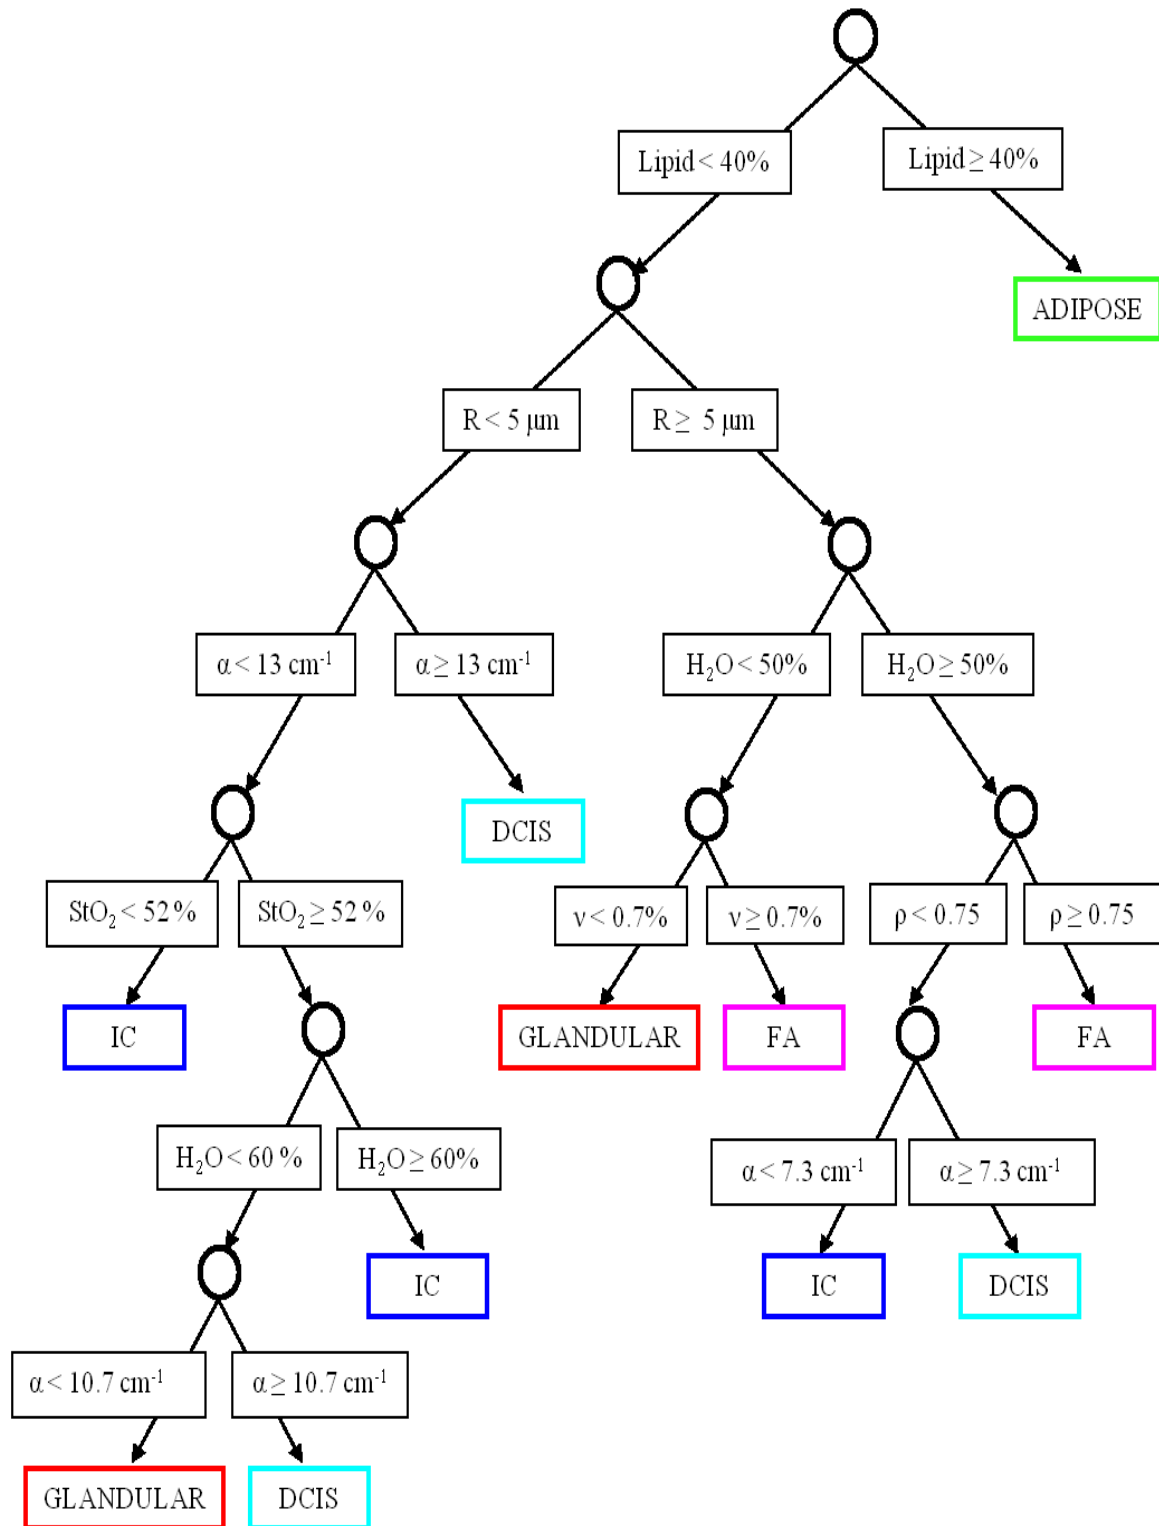 Lipid < 40%
Lipid ≥ 40%
ADIPOSE
R < 5 µm
R ≥ 5 µm
α < 13 cm⁻¹
α ≥ 13 cm⁻¹
H₂O < 50%
H₂O ≥ 50%
DCIS
StO₂ < 52 %
StO₂ ≥ 52 %
ν < 0.7%
ν ≥ 0.7%
ρ < 0.75
ρ ≥ 0.75
IC
GLANDULAR
FA
FA
H₂O < 60 %
H₂O ≥ 60%
α < 7.3 cm⁻¹
α ≥ 7.3 cm⁻¹
IC
IC
DCIS
α < 10.7 cm⁻¹
α ≥ 10.7 cm⁻¹
GLANDULAR
DCIS